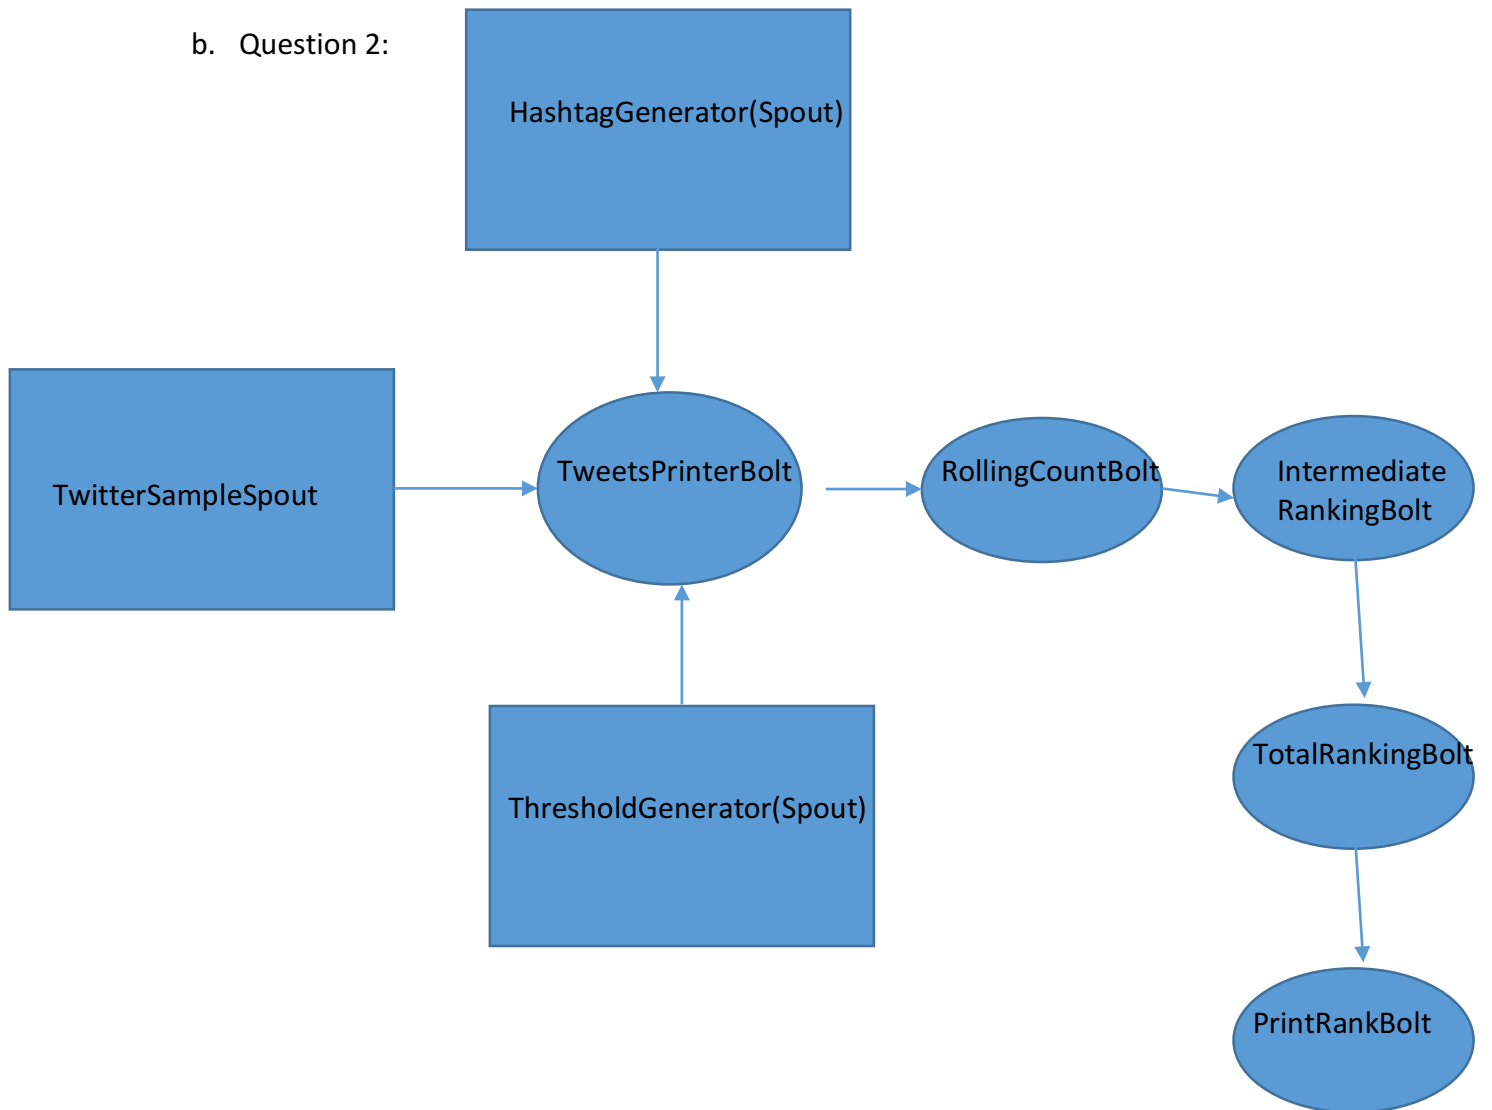 b. Question 2:
HashtagGenerator(Spout)
TwitterSampleSpout
TweetsPrinterBolt
RollingCountBolt
Intermediate
RankingBolt
ThresholdGenerator(Spout)
TotalRankingBolt
PrintRankBolt